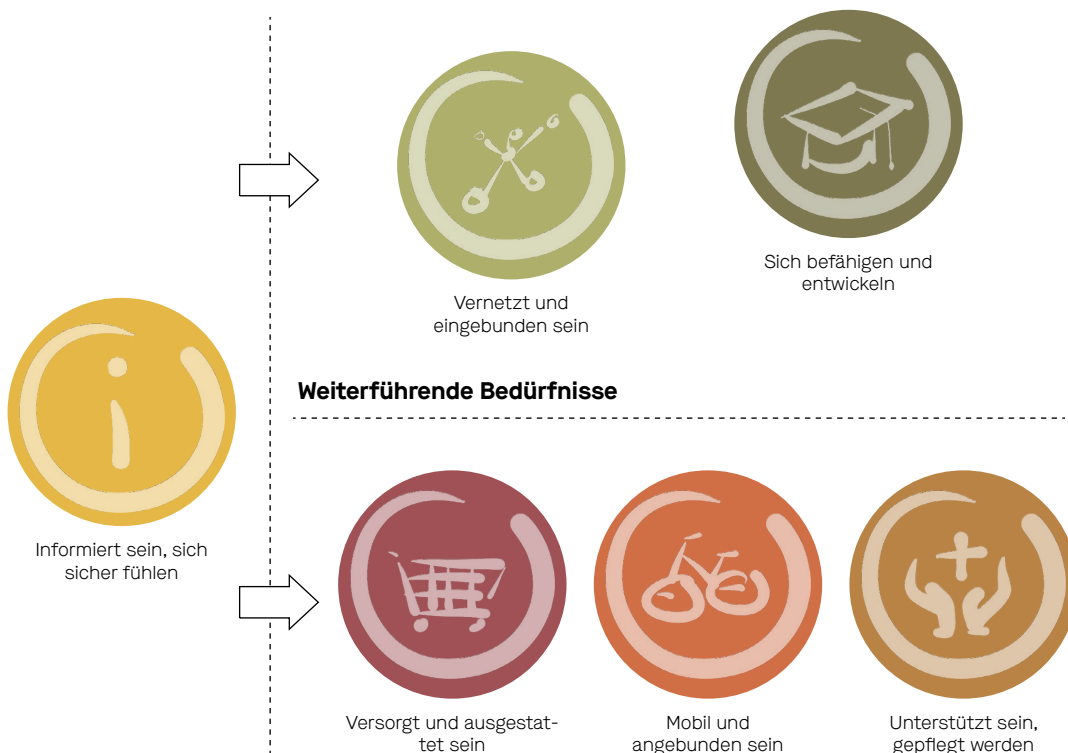 Vernetzt und
eingebunden sein
Sich befähigen und
entwickeln
Weiterführende Bedürfnisse
Informiert sein, sich
sicher fühlen
Versorgt und ausgestat-
tet sein
Mobil und
angebunden sein
Unterstützt sein,
gepflegt werden